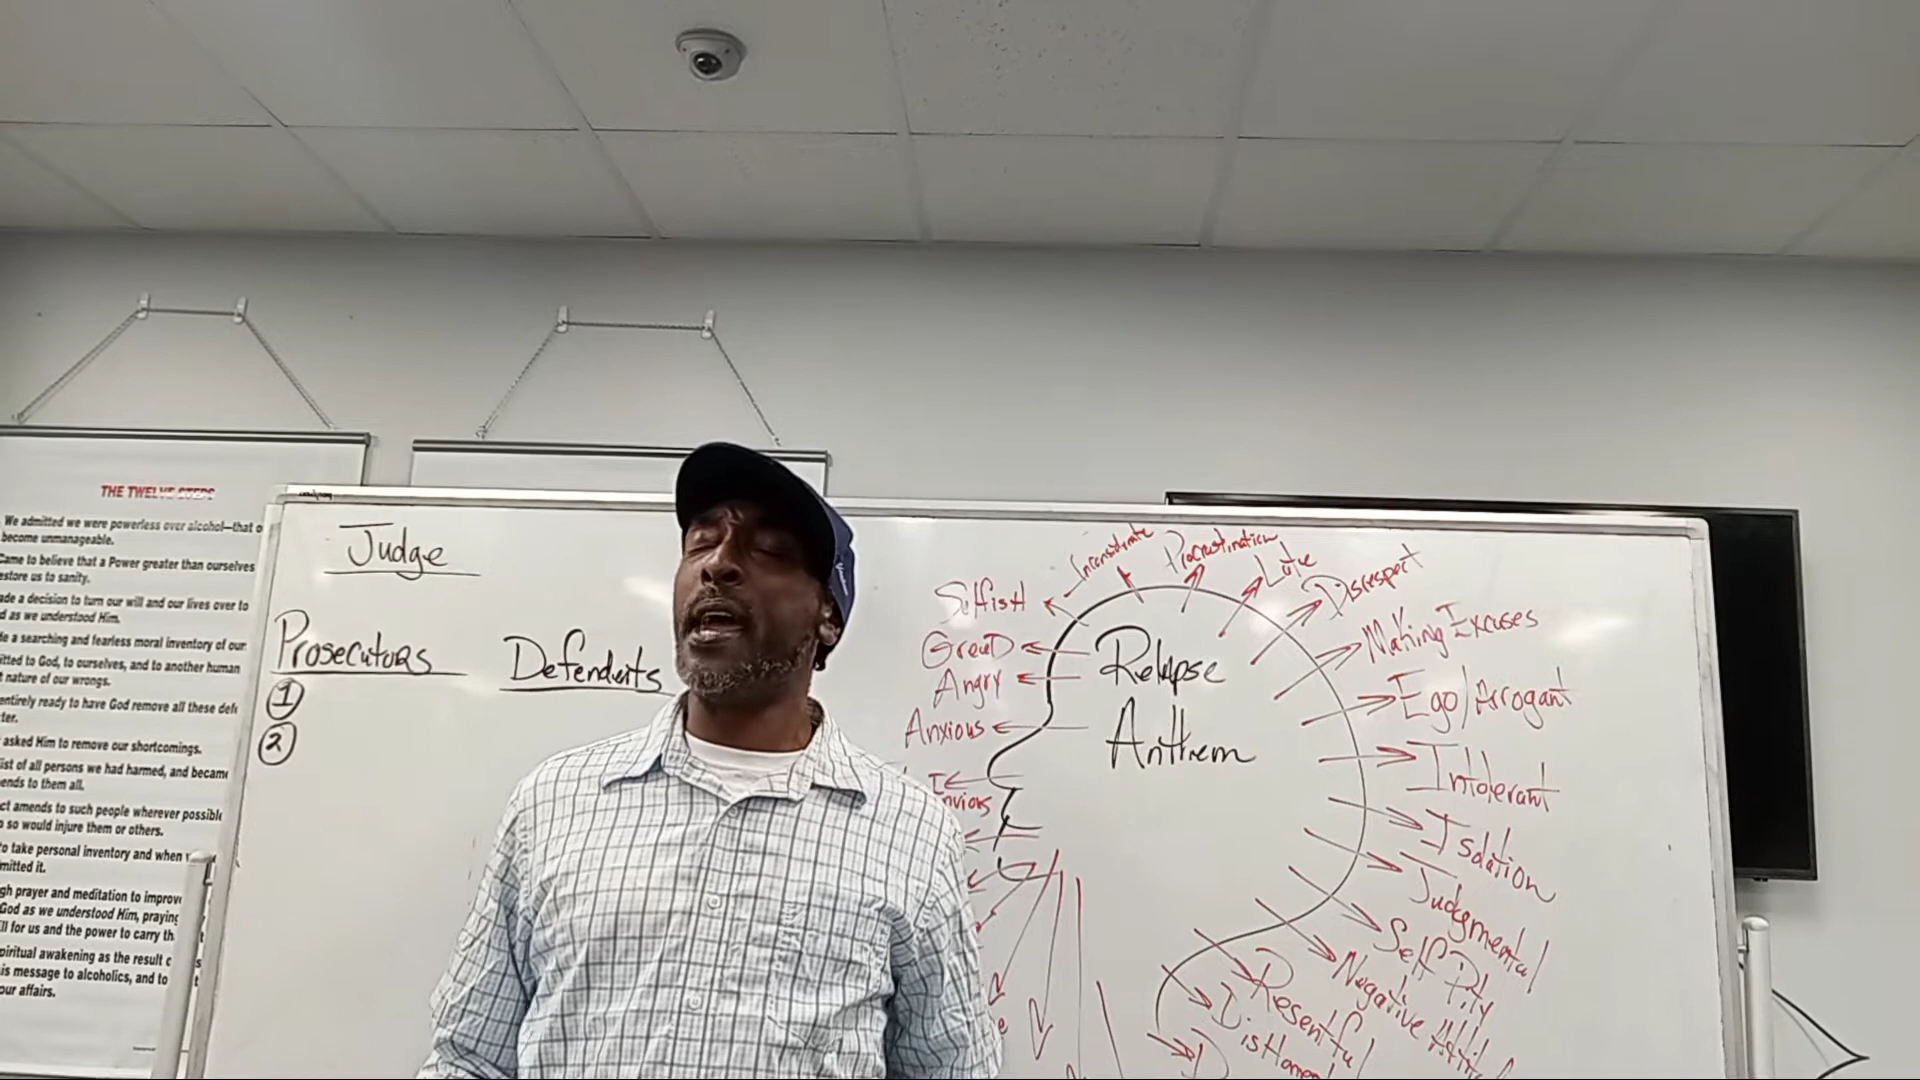 THE TWELVE STEPS
We admitted we were powerless over alcohol—that o
become unmanageable.
Came to believe that a Power greater than ourselves
estore us to sanity.
ade a decision to turn our will and our lives over to
d as we understood Him.
e a searching and fearless moral inventory of our
itted to God, to ourselves, and to another human
t nature of our wrongs.
entirely ready to have God remove all these defe
ter.
asked Him to remove our shortcomings.
ist of all persons we had harmed, and became
ends to them all.
ct amends to such people wherever possible
o so would injure them or others.
to take personal inventory and when
mitted it.
gh prayer and meditation to improve
God as we understood Him, praying
ll for us and the power to carry th
piritual awakening as the result
is message to alcoholics, and to
our affairs.
Judge
Prosecutors
1
2
Defendents
Relapse
Anthem
Selfish
Greed
Angry
Anxious
Envious
Inconsiderate
Procrastination
Late
Disrespect
Making Excuses
Ego/Arrogant
Intolerant
Isolation
Judgmental
Self Pity
Negative Attit
Resentful
DisHonest
D